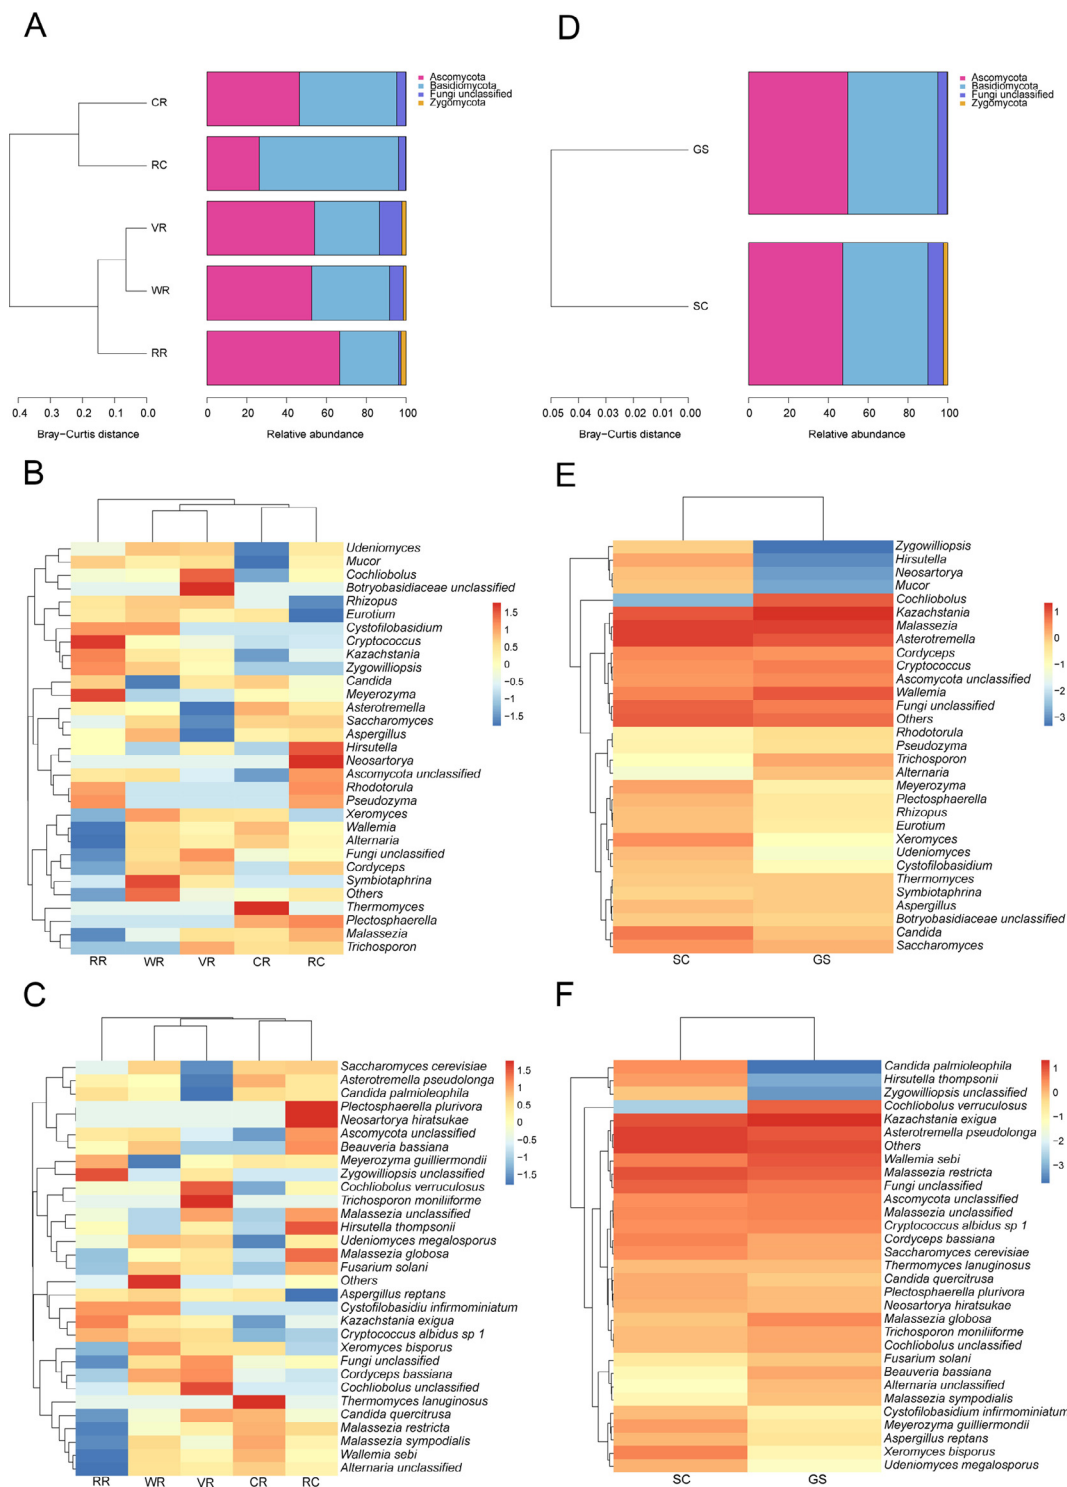 A
Ascomycota
Basidiomycota
Fungi unclassified
Zygomycota
CR
RC
VR
WR
RR
0.4 0.3 0.2 0.1 0.0
Bray−Curtis distance
0 20 40 60 80 100
Relative abundance
D
Ascomycota
Basidiomycota
Fungi unclassified
Zygomycota
GS
SC
0.05 0.04 0.03 0.02 0.01 0.00
Bray−Curtis distance
0 20 40 60 80 100
Relative abundance
B
Udeniomyces
Mucor
Cochliobolus
Botryobasidiaceae unclassified
Rhizopus
Eurotium
Cystofilobasidium
Cryptococcus
Kazachstania
Zygowilliopsis
Candida
Meyerozyma
Asterotremella
Saccharomyces
Aspergillus
Hirsutella
Neosartorya
Ascomycota unclassified
Rhodotorula
Pseudozyma
Xeromyces
Wallemia
Alternaria
Fungi unclassified
Cordyceps
Symbiotaphrina
Others
Thermomyces
Plectosphaerella
Malassezia
Trichosporon
RR WR VR CR RC
1.5
1
0.5
0
−0.5
−1
−1.5
E
Zygowilliopsis
Hirsutella
Neosartorya
Mucor
Cochliobolus
Kazachstania
Malassezia
Asterotremella
Cordyceps
Cryptococcus
Ascomycota unclassified
Wallemia
Fungi unclassified
Others
Rhodotorula
Pseudozyma
Trichosporon
Alternaria
Meyerozyma
Plectosphaerella
Rhizopus
Eurotium
Xeromyces
Udeniomyces
Cystofilobasidium
Thermomyces
Symbiotaphrina
Aspergillus
Botryobasidiaceae unclassified
Candida
Saccharomyces
SC GS
1
0
−1
−2
−3
C
Saccharomyces cerevisiae
Asterotremella pseudolonga
Candida palmioleophila
Plectosphaerella plurivora
Neosartorya hiratsukae
Ascomycota unclassified
Beauveria bassiana
Meyerozyma guilliermondii
Zygowilliopsis unclassified
Cochliobolus verruculosus
Trichosporon moniliiforme
Malassezia unclassified
Hirsutella thompsonii
Udeniomyces megalosporus
Malassezia globosa
Fusarium solani
Others
Aspergillus reptans
Cystofilobasidiu infirmominiatum
Kazachstania exigua
Cryptococcus albidus sp 1
Xeromyces bisporus
Fungi unclassified
Cordyceps bassiana
Cochliobolus unclassified
Thermomyces lanuginosus
Candida quercitrusa
Malassezia restricta
Malassezia sympodialis
Wallemia sebi
Alternaria unclassified
RR WR VR CR RC
1.5
1
0.5
0
−0.5
−1
−1.5
F
Candida palmioleophila
Hirsutella thompsonii
Zygowilliopsis unclassified
Cochliobolus verruculosus
Kazachstania exigua
Asterotremella pseudolonga
Others
Wallemia sebi
Malassezia restricta
Fungi unclassified
Ascomycota unclassified
Malassezia unclassified
Cryptococcus albidus sp 1
Cordyceps bassiana
Saccharomyces cerevisiae
Thermomyces lanuginosus
Candida quercitrusa
Plectosphaerella plurivora
Neosartorya hiratsukae
Malassezia globosa
Trichosporon moniliiforme
Cochliobolus unclassified
Fusarium solani
Beauveria bassiana
Alternaria unclassified
Malassezia sympodialis
Cystofilobasidium infirmominiatum
Meyerozyma guilliermondii
Aspergillus reptans
Xeromyces bisporus
Udeniomyces megalosporus
SC GS
1
0
−1
−2
−3